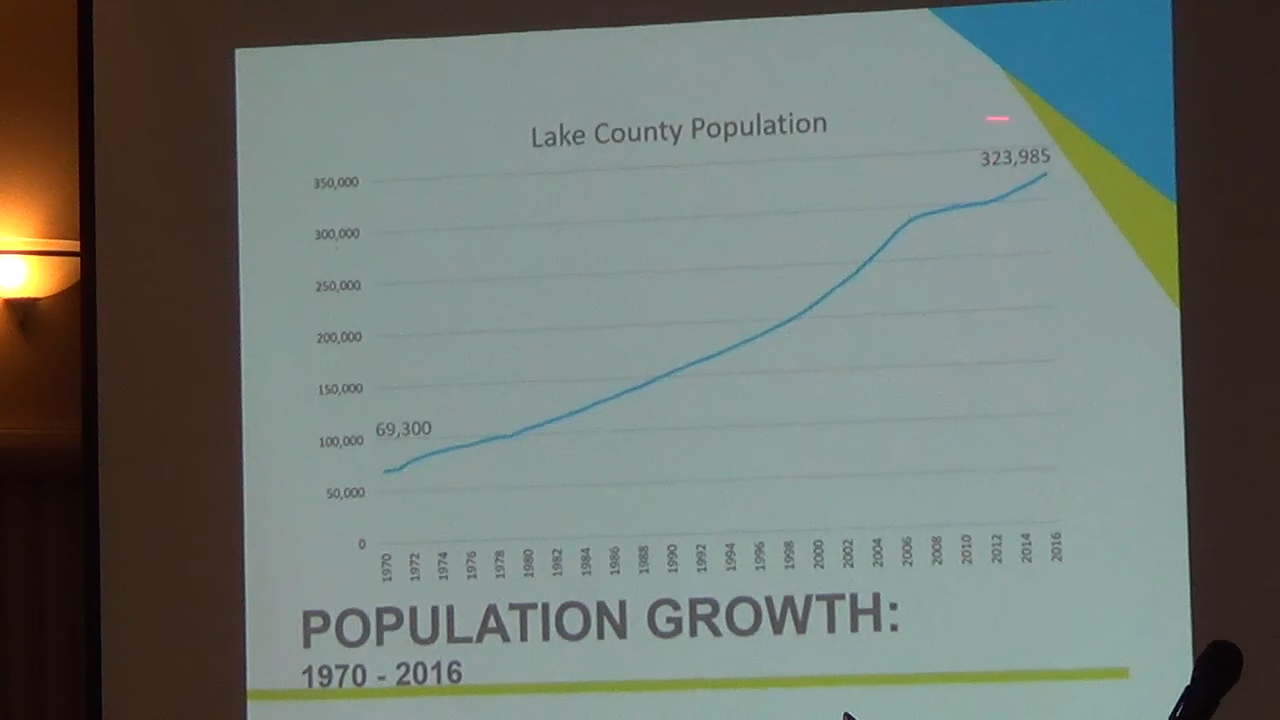 Lake County Population
323,985
350,000
300,000
250,000
200,000
150,000
69,300
100,000
50,000
0
1970 1972 1974 1976 1978 1980 1982 1984 1986 1988 1990 1992 1994 1996 1998 2000 2002 2004 2006 2008 2010 2012 2014 2016
POPULATION GROWTH:
1970 - 2016